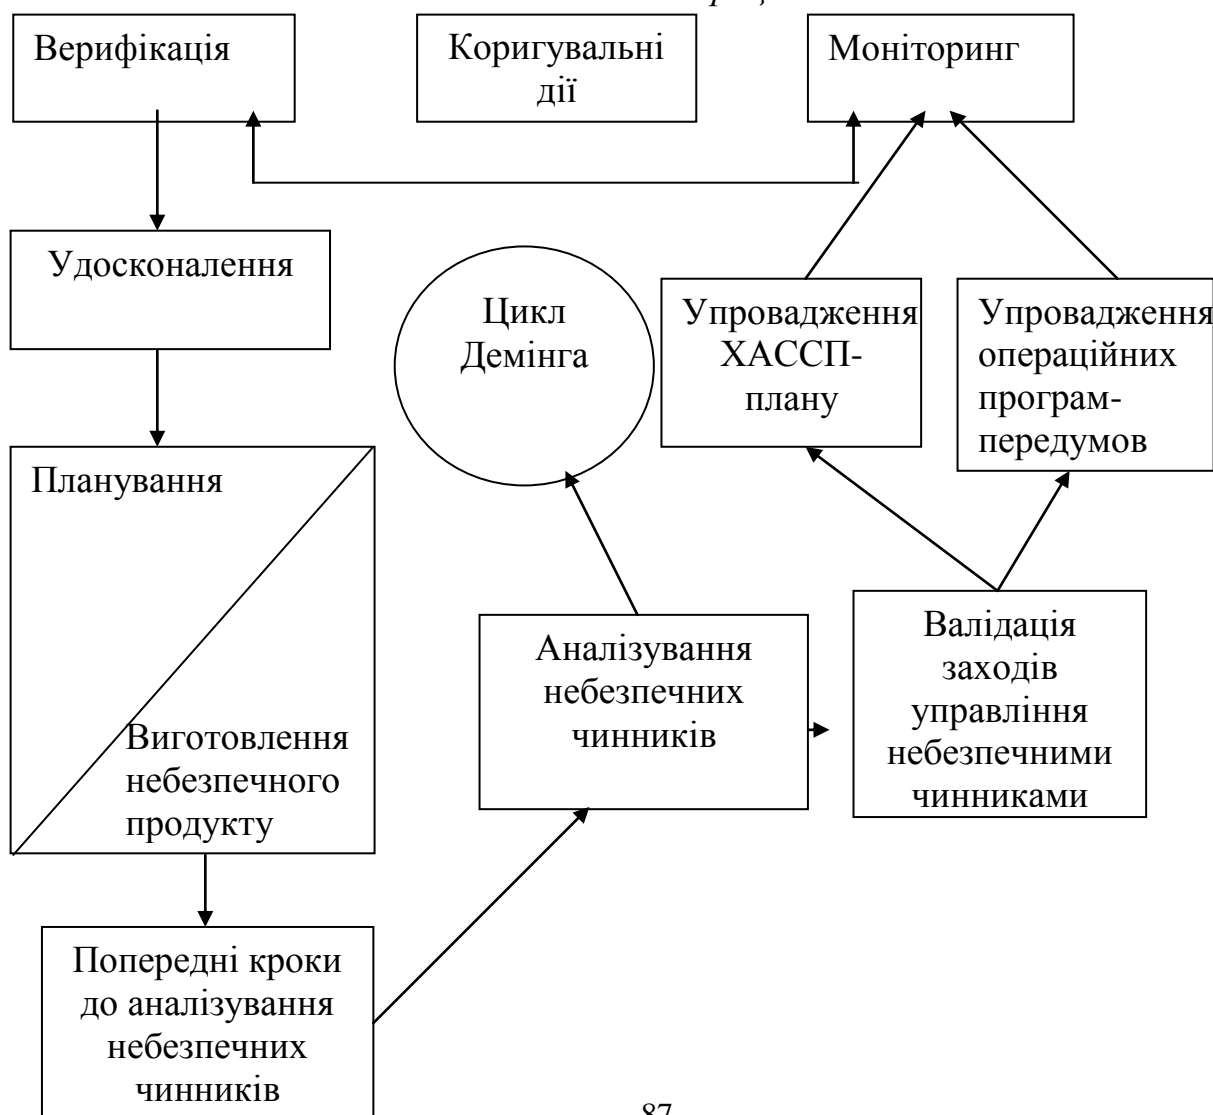 Верифікація
Коригувальні
дії
Моніторинг
Удосконалення
Цикл
Демінга
Упровадження
ХАССП-
плану
Упровадження
операційних
програм-
передумов
Планування
Виготовлення
небезпечного
продукту
Аналізування
небезпечних
чинників
Валідація
заходів
управління
небезпечними
чинниками
Попередні кроки
до аналізування
небезпечних
чинників
87